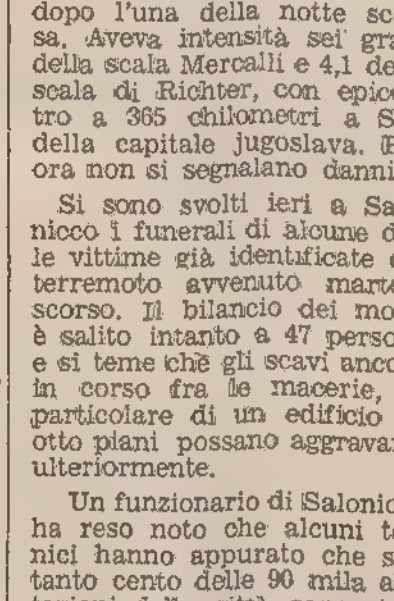 dopo l'una della notte sc
sa. Aveva intensità sei gra
della scala Mercalli e 4,1 de
scala di Richter, con epice
tro a 365 chilometri a S
della capitale jugoslava.
ora non si segnalano danni
Si sono svolti ieri a Sa
nicco i funerali di alcune d
le vittime già identificate
terremoto avvenuto marte
scorso. Il bilancio dei mo
è salito intanto a 47 perso
e si teme che gli scavi anco
in corso fra le macerie,
particolare di un edificio
otto piani possano aggrava
ulteriormente.
Un funzionario di Salonic
ha reso noto che alcuni te
nici hanno appurato che s
tanto cento delle 90 mila a